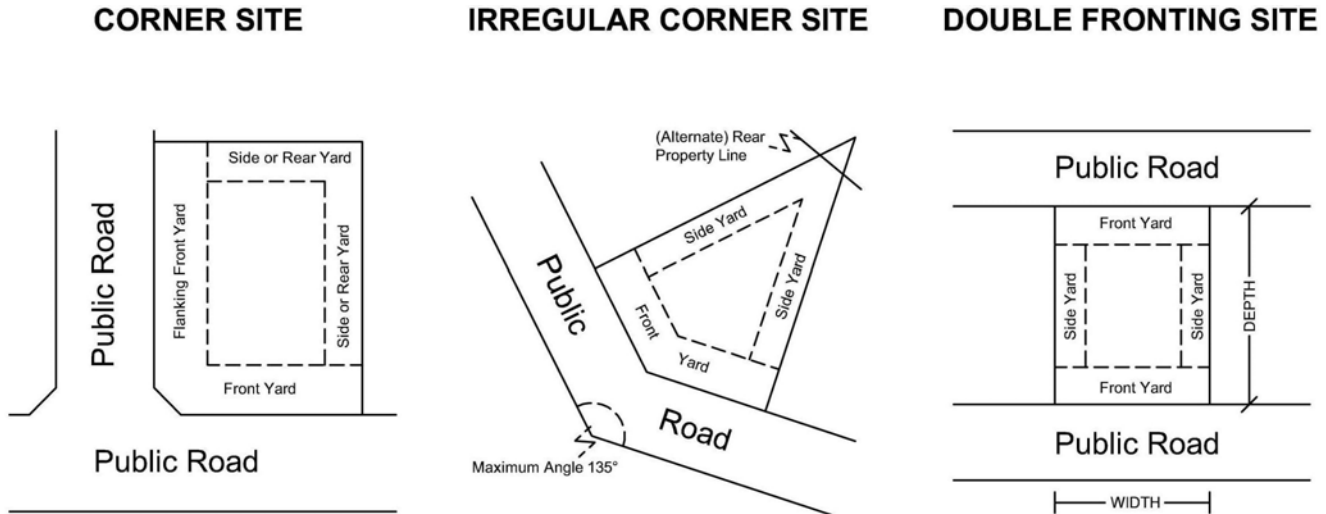 CORNER SITE
Side or Rear Yard
Flanking Front Yard
Side or Rear Yard
Front Yard
Public Road
Public Road
IRREGULAR CORNER SITE
(Alternate) Rear
Property Line
Side Yard
Side Yard
Front
Yard
Public
Road
Maximum Angle 135°
DOUBLE FRONTING SITE
Public Road
Front Yard
Side Yard
Side Yard
DEPTH
Front Yard
Public Road
WIDTH